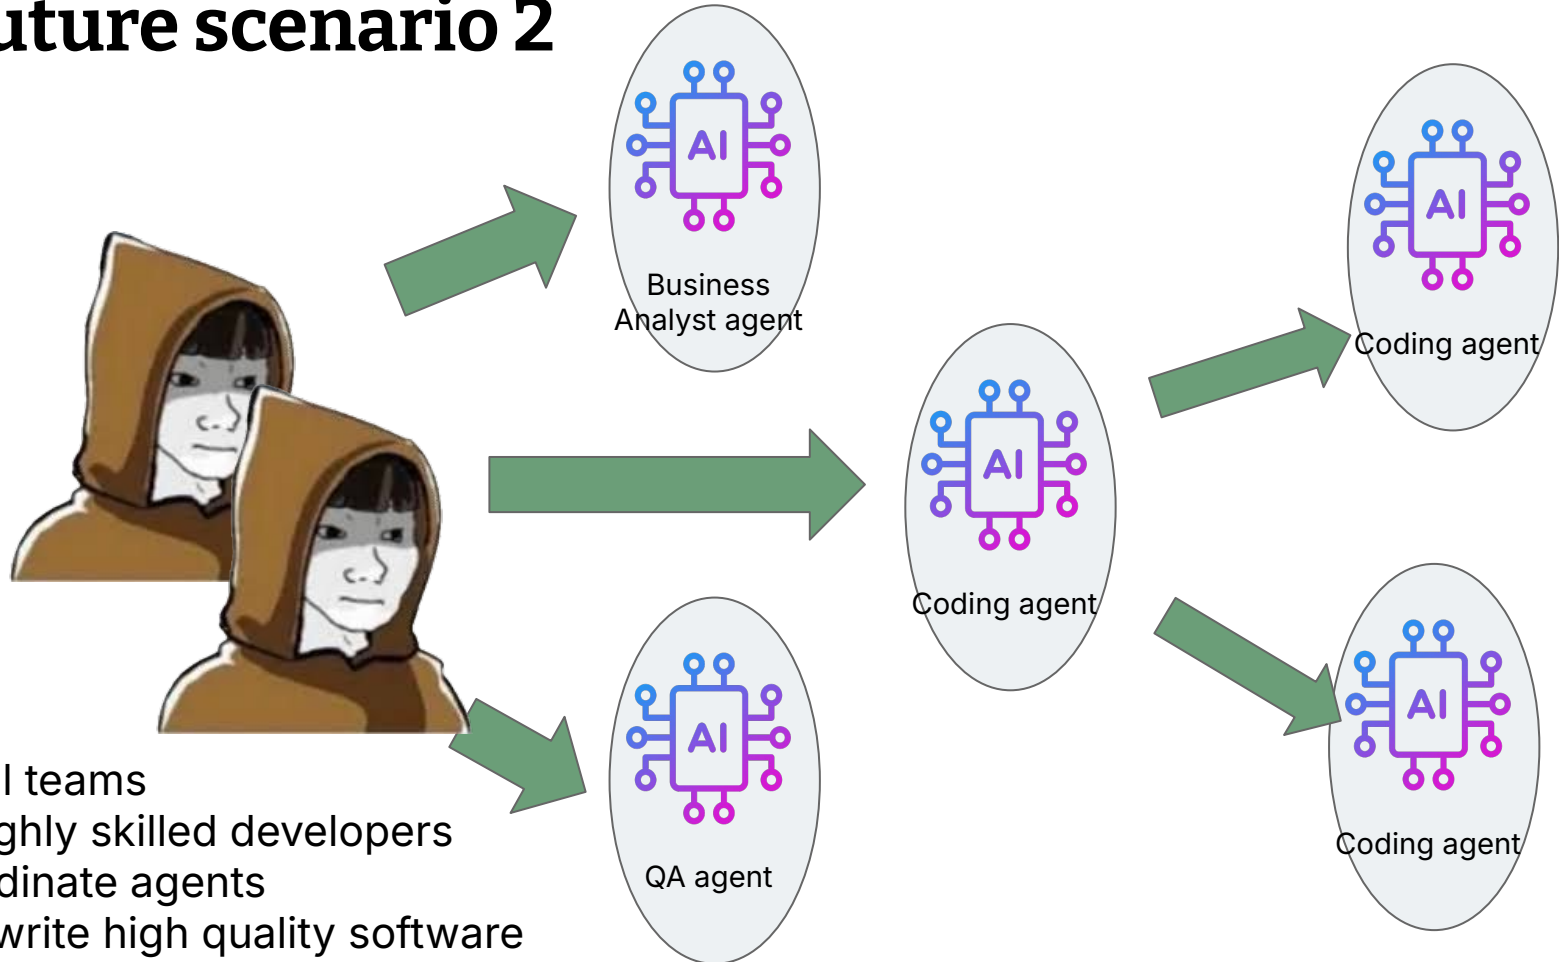 uture scenario 2
AI
Business
Analyst agent
AI
Coding agent
AI
Coding agent
AI
QA agent
AI
Coding agent
l teams
ghly skilled developers
dinate agents
write high quality software